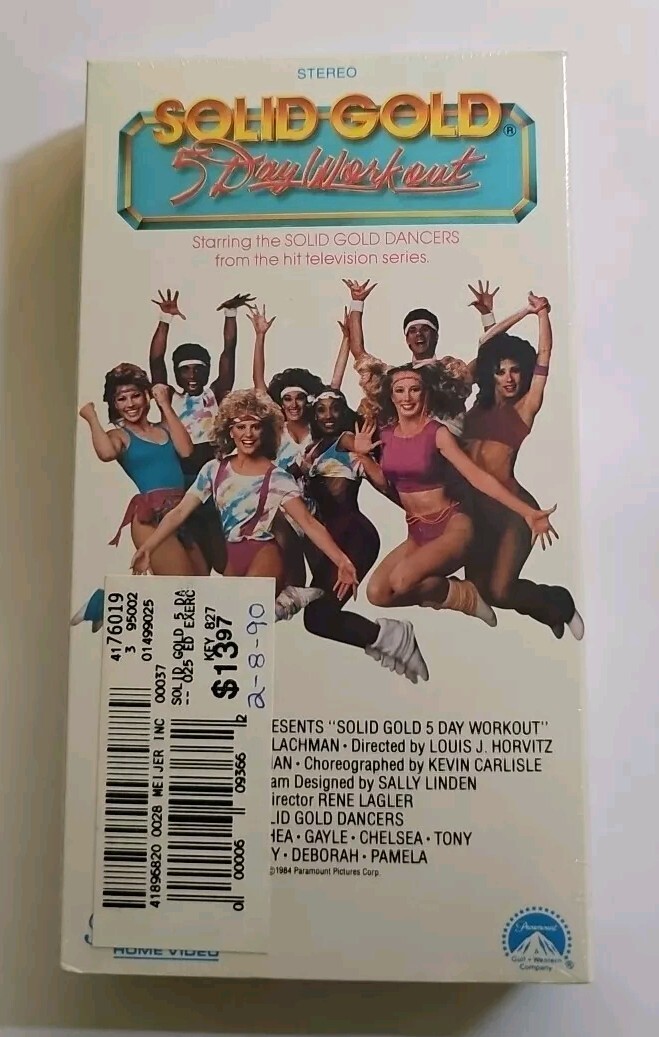 STEREO
SOLID GOLD®
5 Day Workout
Starring the SOLID GOLD DANCERS
from the hit television series.
4176019
3 95002
01499025
SOLID GOLD 5 DA
-- 025 ED EXERC
KEY 827
$13.97
2-8-90
41896820 0028 MEIJER INC 00037
0 00006 09366 2
ESENTS "SOLID GOLD 5 DAY WORKOUT"
LACHMAN • Directed by LOUIS J. HORVITZ
IAN • Choreographed by KEVIN CARLISLE
am Designed by SALLY LINDEN
irector RENE LAGLER
LID GOLD DANCERS
HEA • GAYLE • CHELSEA • TONY
Y • DEBORAH • PAMELA
©1984 Paramount Pictures Corp.
HOME VIDEO
Paramount
A
Gulf + Western
Company
®